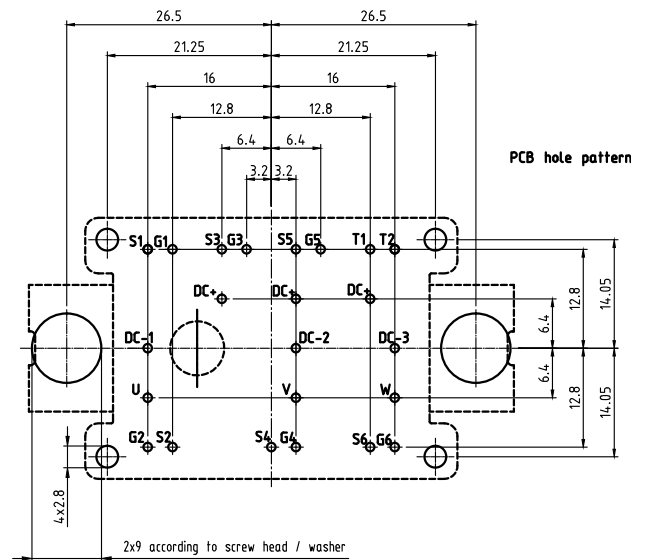 26.5 26.5
21.25 21.25
16 16
12.8 12.8
6.4 6.4
3.2 3.2
PCB hole pattern
S1 G1 S3 G3 S5 G5 T1 T2
DC+ DC+ DC+
DC-1 DC-2 DC-3
U V W
G2 S2 S4 G4 S6 G6
6.4 12.8 14.05
6.4 12.8 14.05
4x2.8
2x9 according to screw head / washer